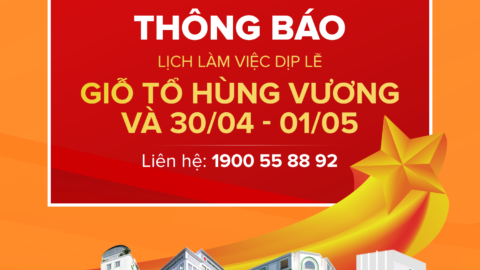 THÔNG BÁO
LỊCH LÀM VIỆC DỊP LỄ
GIỖ TỔ HÙNG VƯƠNG
VÀ 30/04 - 01/05
Liên hệ: 1900 55 88 92